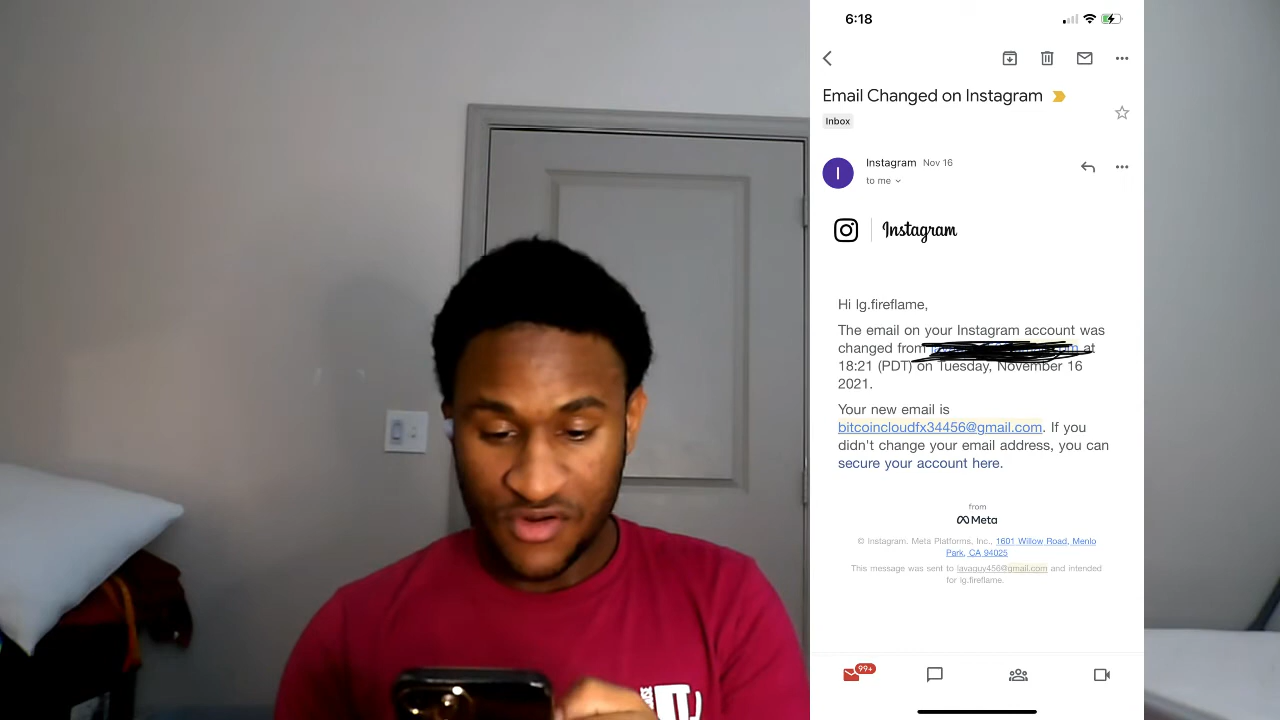 6:18
Email Changed on Instagram
Inbox
I
Instagram Nov 16
to me
Instagram
Hi lg.fireflame,
The email on your Instagram account was
changed from at
18:21 (PDT) on Tuesday, November 16
2021.
Your new email is
bitcoincloudfx34456@gmail.com. If you
didn't change your email address, you can
secure your account here.
from
Meta
© Instagram. Meta Platforms, Inc., 1601 Willow Road, Menlo
Park, CA 94025
This message was sent to lavaguy456@gmail.com and intended
for lg.fireflame.
99+